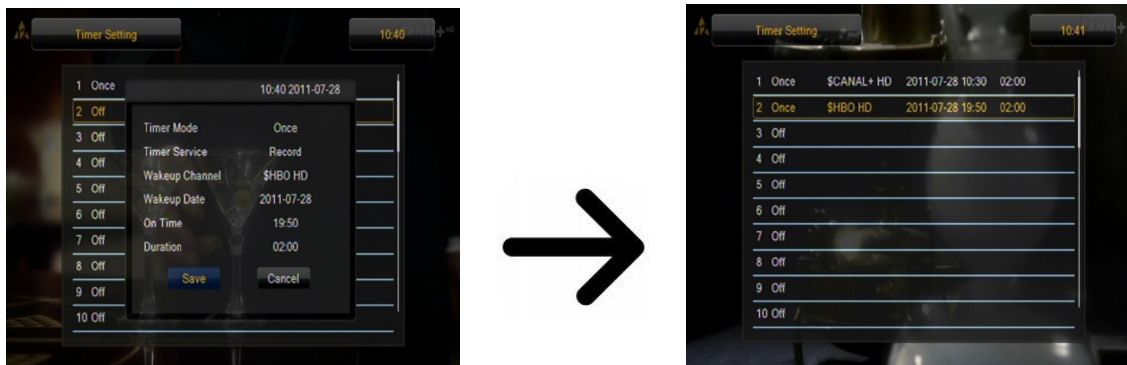 Timer Setting 10:40
1 Once 10:40 2011-07-28
2 Off
Timer Mode Once
3 Off
Timer Service Record
4 Off
Wakeup Channel $HBO HD
5 Off
Wakeup Date 2011-07-28
6 Off
On Time 19:50
7 Off
Duration 02:00
8 Off
Save Cancel
9 Off
10 Off
Timer Setting 10:41
1 Once $CANAL+ HD 2011-07-28 10:30 02:00
2 Once $HBO HD 2011-07-28 19:50 02:00
3 Off
4 Off
5 Off
6 Off
7 Off
8 Off
9 Off
10 Off